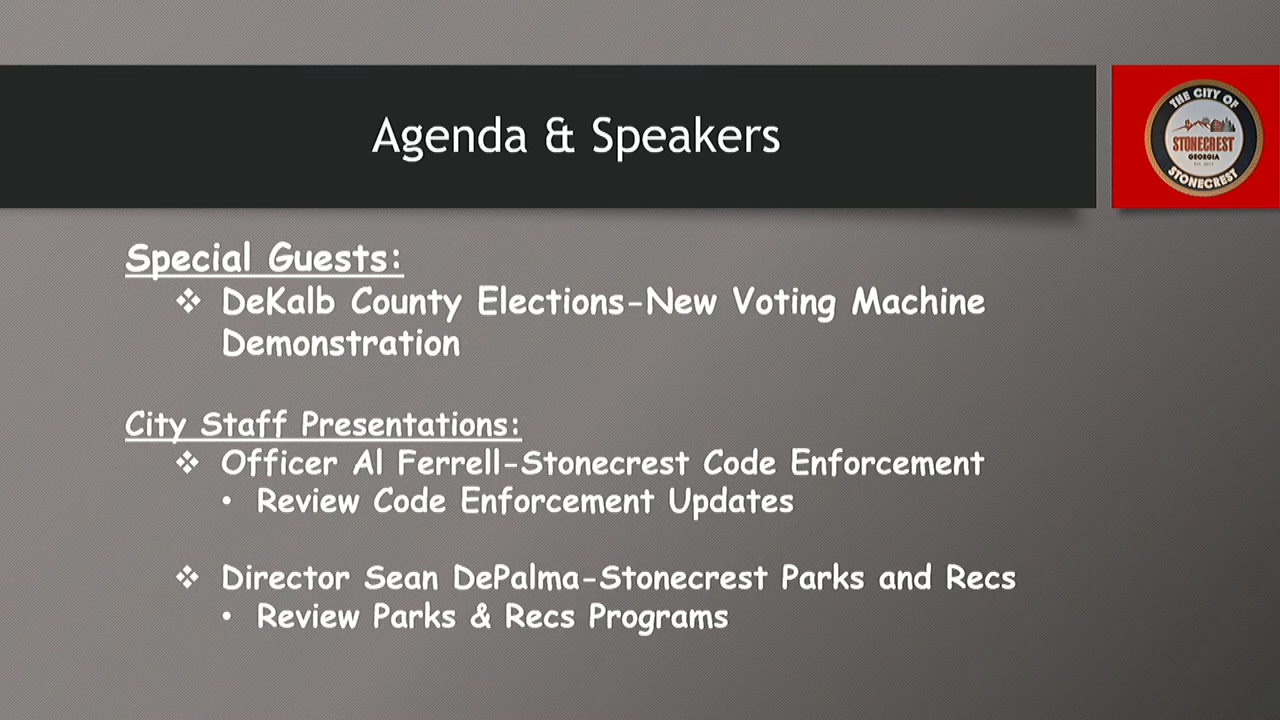 Agenda & Speakers
THE CITY OF
STONECREST
GEORGIA
STONECREST
Special Guests:
❖ DeKalb County Elections-New Voting Machine
Demonstration
City Staff Presentations:
❖ Officer Al Ferrell-Stonecrest Code Enforcement
• Review Code Enforcement Updates
❖ Director Sean DePalma-Stonecrest Parks and Recs
• Review Parks & Recs Programs